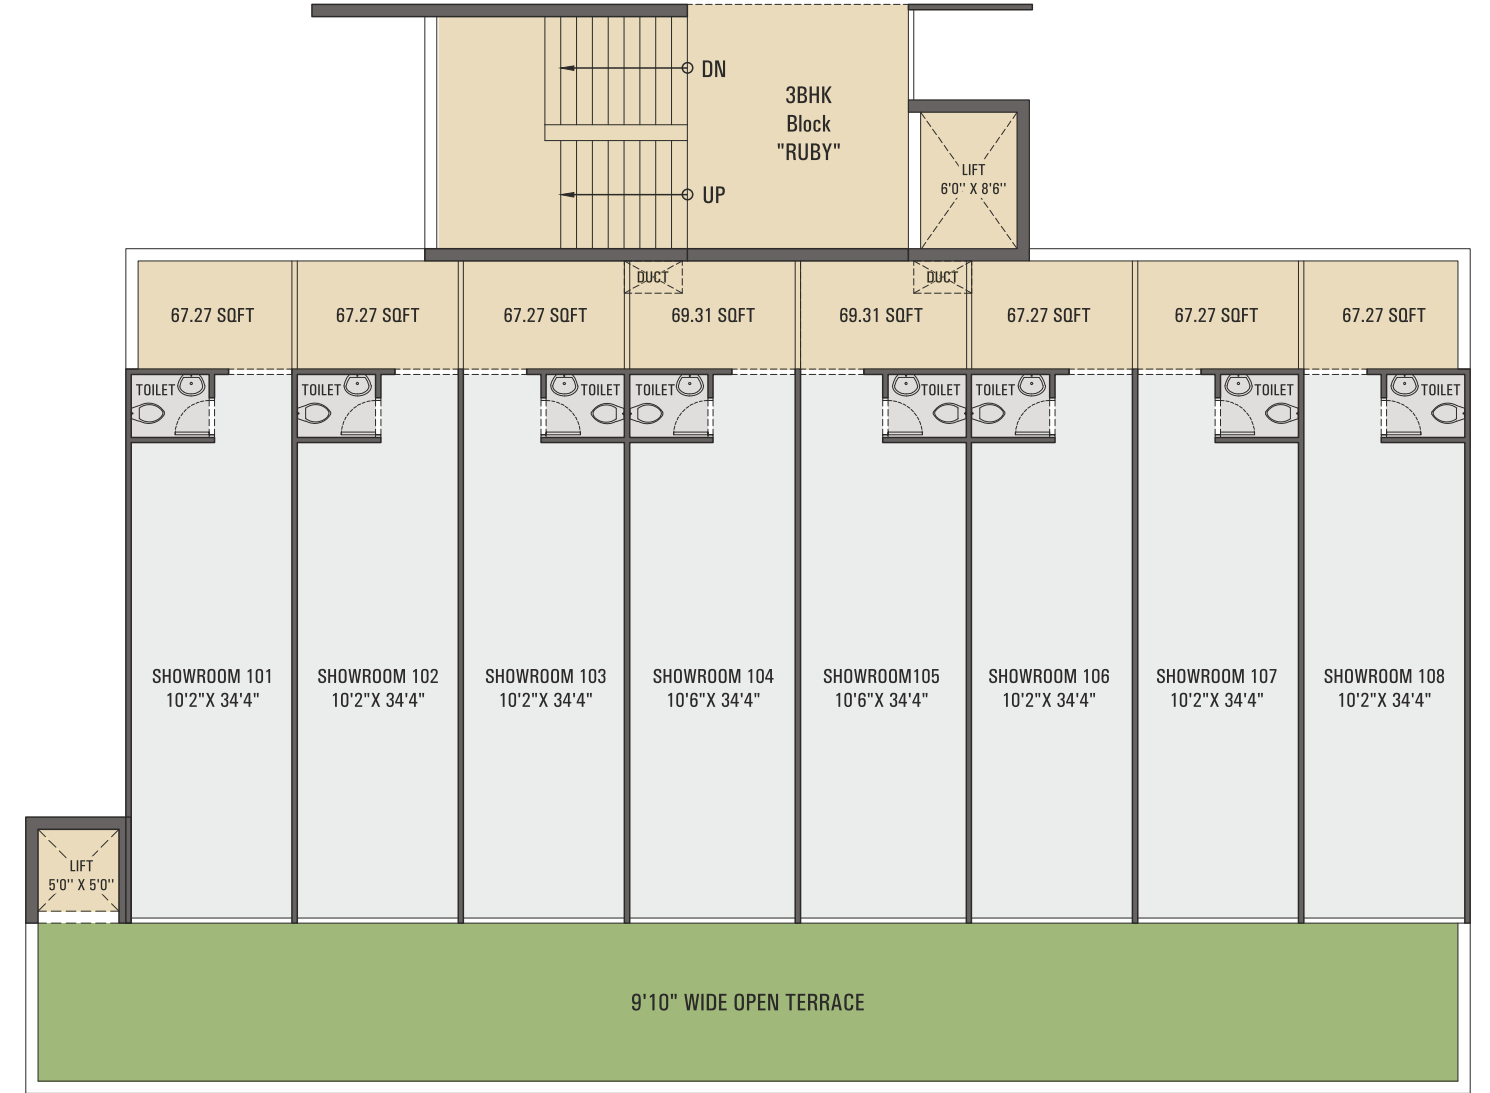 DN
3BHK
Block
"RUBY"
LIFT
6'0'' X 8'6''
UP
DUCT
DUCT
67.27 SQFT
67.27 SQFT
67.27 SQFT
69.31 SQFT
69.31 SQFT
67.27 SQFT
67.27 SQFT
67.27 SQFT
TOILET
TOILET
TOILET
TOILET
TOILET
TOILET
TOILET
TOILET
SHOWROOM 101
10'2"X 34'4"
SHOWROOM 102
10'2"X 34'4"
SHOWROOM 103
10'2"X 34'4"
SHOWROOM 104
10'6"X 34'4"
SHOWROOM105
10'6"X 34'4"
SHOWROOM 106
10'2"X 34'4"
SHOWROOM 107
10'2"X 34'4"
SHOWROOM 108
10'2"X 34'4"
LIFT
5'0'' X 5'0''
9'10" WIDE OPEN TERRACE